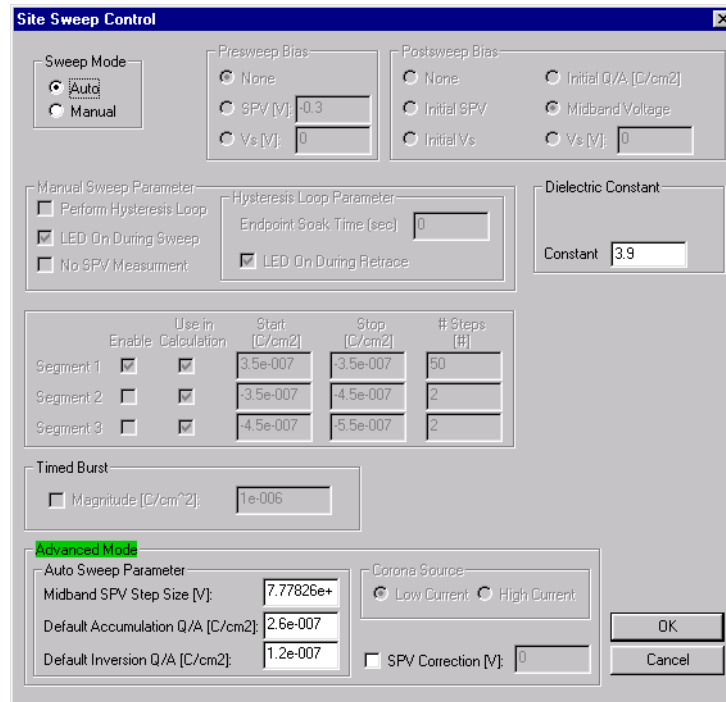 Site Sweep Control
Sweep Mode
Auto
Manual
Presweep Bias
None
SPV [V]: -0.3
Vs [V]: 0
Postsweep Bias
None
Initial SPV
Initial Vs
Initial Q/A [C/cm2]
Midband Voltage
Vs [V]: 0
Manual Sweep Parameter
Perform Hysteresis Loop
LED On During Sweep
No SPV Measurment
Hysteresis Loop Parameter
Endpoint Soak Time (sec) 0
LED On During Retrace
Dielectric Constant
Constant 3.9
Enable
Use in
Calculation
Start
[C/cm2]
Stop
[C/cm2]
# Steps
[#]
Segment 1 3.5e-007 -3.5e-007 50
Segment 2 -3.5e-007 -4.5e-007 2
Segment 3 -4.5e-007 -5.5e-007 2
Timed Burst
Magnitude [C/cm^2]: 1e-006
Advanced Mode
Auto Sweep Parameter
Midband SPV Step Size [V]: 7.77826e+
Default Accumulation Q/A [C/cm2]: 2.6e-007
Default Inversion Q/A [C/cm2]: 1.2e-007
Corona Source
Low Current High Current
SPV Correction [V]: 0
OK
Cancel